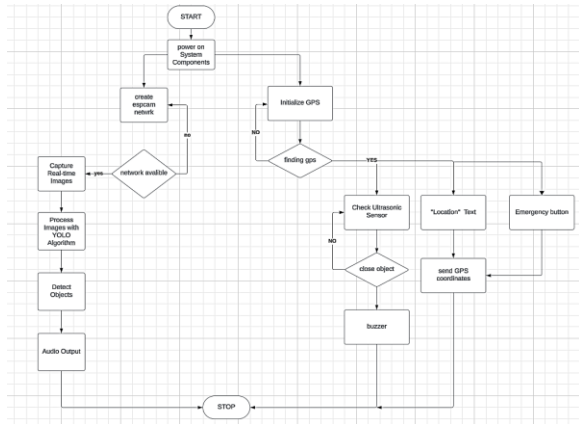 START
power on
System
Components
create
espcam
netwrk
Initialize GPS
no
NO
Capture
Real-time
Images
yes
network avalible
finding gps
YES
Process
Images with
YOLO
Algorithm
Check Ultrasonic
Sensor
"Location" Text
Emergency button
NO
close object
send GPS
coordinates
Detect
Objects
buzzer
Audio Output
STOP